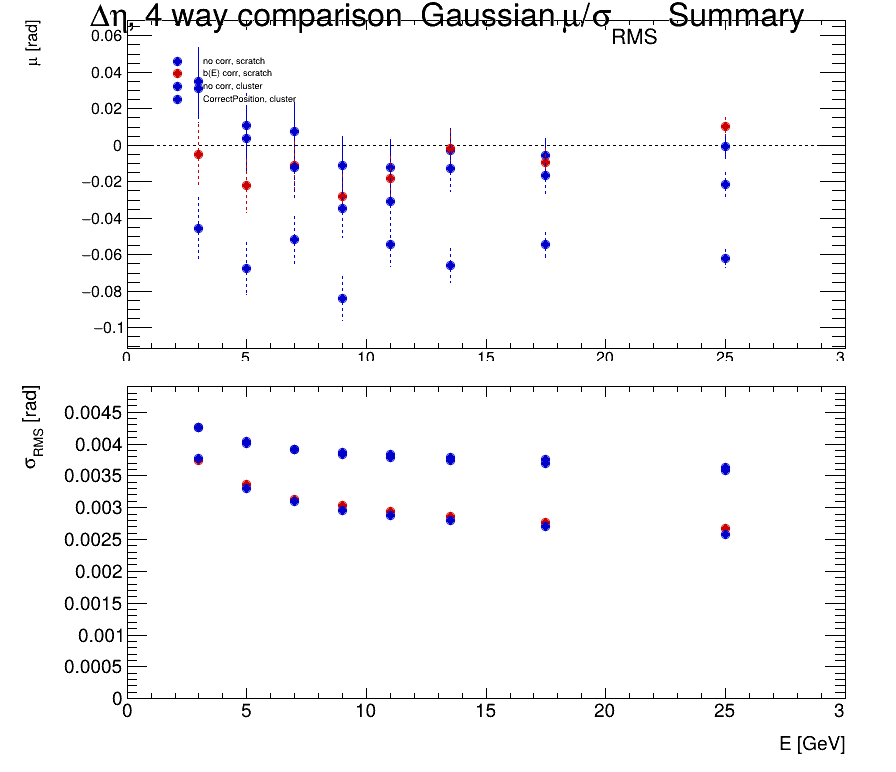 Δη, 4 way comparison Gaussian μ/σRMS Summary
μ [rad]
0.06
0.04
0.02
0
−0.02
−0.04
−0.06
−0.08
−0.1
no corr, scratch
b(E) corr, scratch
no corr, cluster
CorrectPosition, cluster
0 5 10 15 20 25 3
σRMS [rad]
0.0045
0.004
0.0035
0.003
0.0025
0.002
0.0015
0.001
0.0005
0
0 5 10 15 20 25 3
E [GeV]